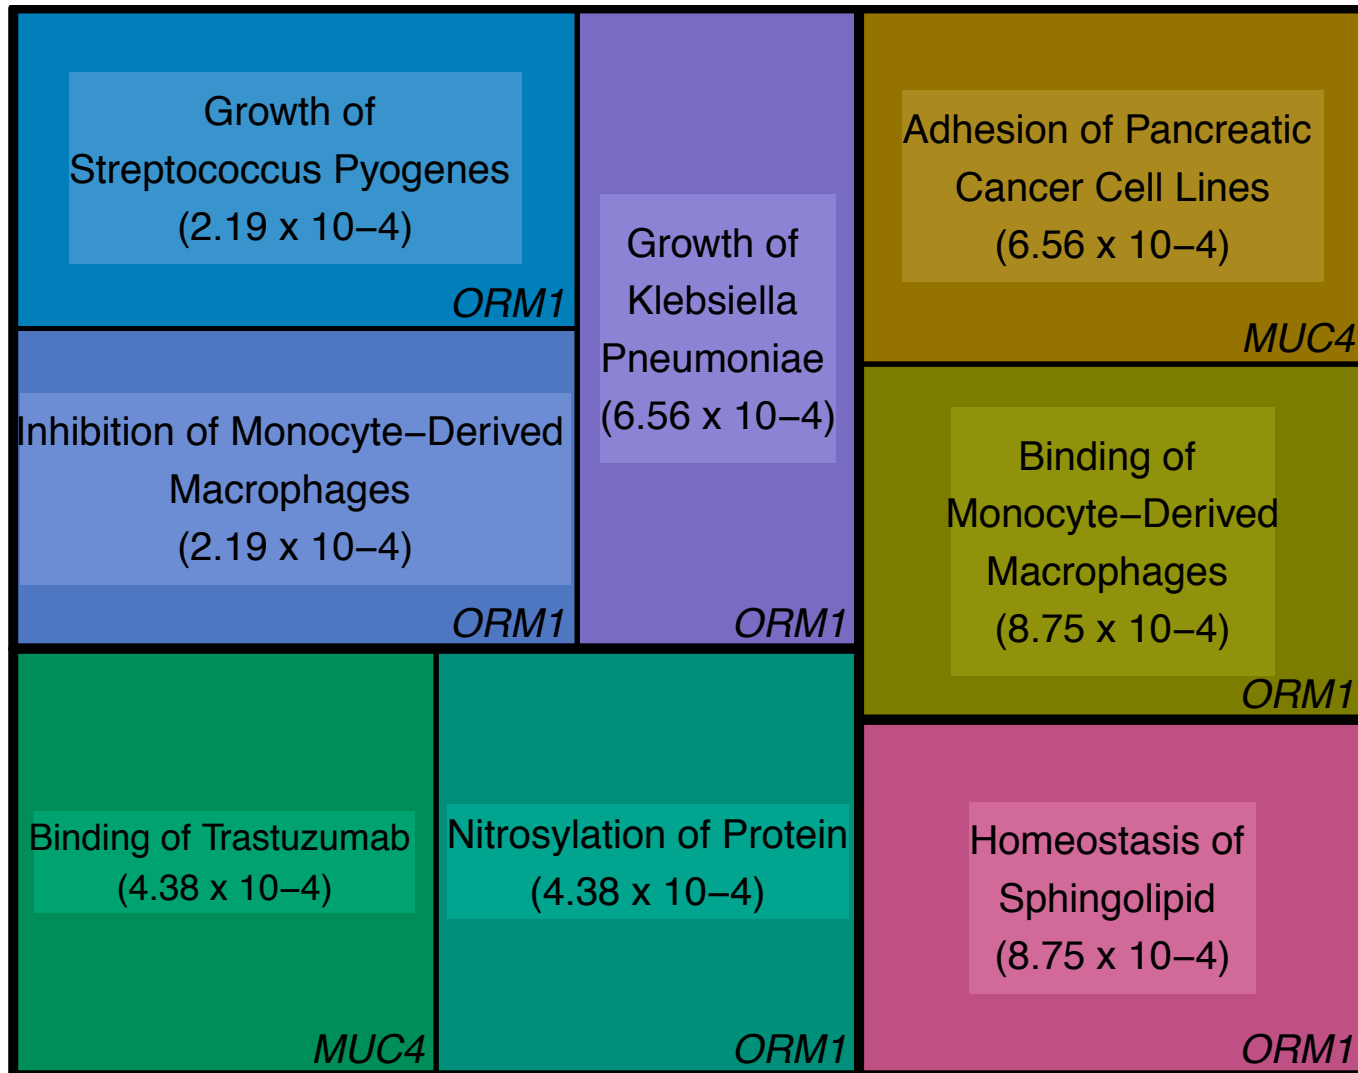 Growth of
Streptococcus Pyogenes
(2.19 x 10−4)
ORM1
Inhibition of Monocyte−Derived
Macrophages
(2.19 x 10−4)
ORM1
Growth of
Klebsiella
Pneumoniae
(6.56 x 10−4)
ORM1
Adhesion of Pancreatic
Cancer Cell Lines
(6.56 x 10−4)
MUC4
Binding of
Monocyte−Derived
Macrophages
(8.75 x 10−4)
ORM1
Binding of Trastuzumab
(4.38 x 10−4)
MUC4
Nitrosylation of Protein
(4.38 x 10−4)
ORM1
Homeostasis of
Sphingolipid
(8.75 x 10−4)
ORM1